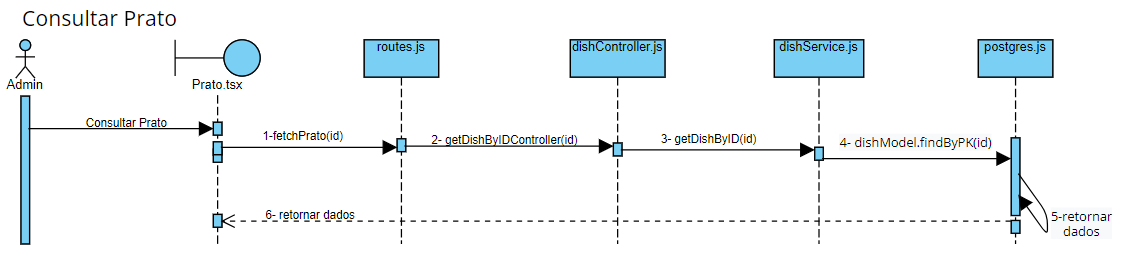 Consultar Prato
Admin
Prato.tsx
routes.js
dishController.js
dishService.js
postgres.js
Consultar Prato
1-fetchPrato(id)
2- getDishByIDController(id)
3- getDishByID(id)
4- dishModel.findByPK(id)
5-retornar
dados
6- retornar dados